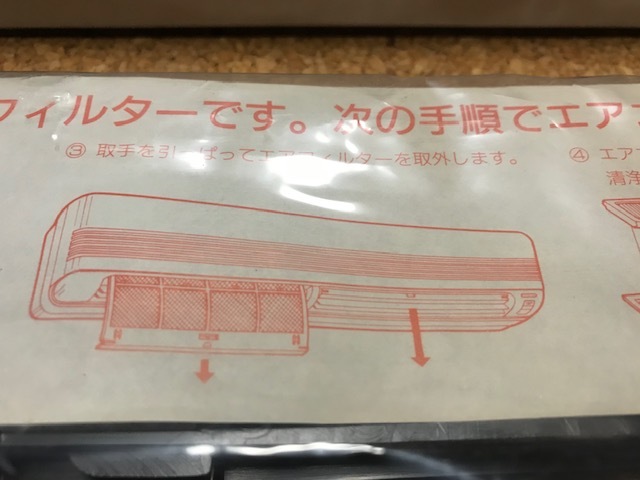 フィルターです。次の手順でエア
③ 取手を引っぱってエアフィルターを取外します。
④ エア
清浄